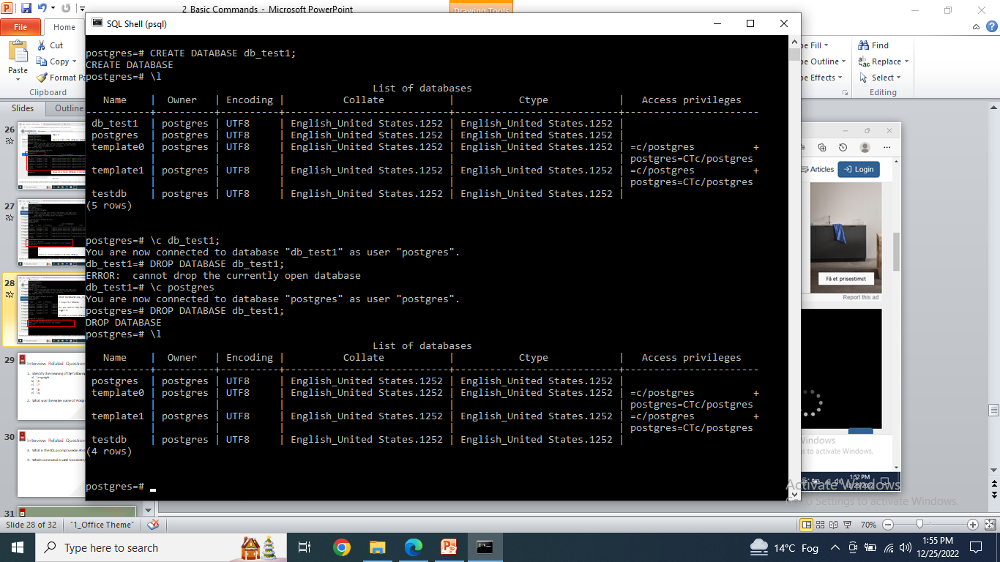 2 Basic Commands - Microsoft PowerPoint
Drawing Tools
File
Home
Paste
Cut
Copy
Format Pa
Clipboard
pe Fill
pe Outline
pe Effects
Find
Replace
Select
Editing
Slides
Outline
SQL Shell (psql)
postgres=# CREATE DATABASE db_test1;
CREATE DATABASE
postgres=# \l
List of databases
Name | Owner | Encoding | Collate | Ctype | Access privileges
-----------+----------+----------+----------------------------+----------------------------+-----------------------
db_test1 | postgres | UTF8 | English_United States.1252 | English_United States.1252 |
postgres | postgres | UTF8 | English_United States.1252 | English_United States.1252 |
template0 | postgres | UTF8 | English_United States.1252 | English_United States.1252 | =c/postgres +
| | | | | postgres=CTc/postgres
template1 | postgres | UTF8 | English_United States.1252 | English_United States.1252 | =c/postgres +
| | | | | postgres=CTc/postgres
testdb | postgres | UTF8 | English_United States.1252 | English_United States.1252 |
(5 rows)
postgres=# \c db_test1;
You are now connected to database "db_test1" as user "postgres".
db_test1=# DROP DATABASE db_test1;
ERROR: cannot drop the currently open database
db_test1=# \c postgres
You are now connected to database "postgres" as user "postgres".
postgres=# DROP DATABASE db_test1;
DROP DATABASE
postgres=# \l
List of databases
Name | Owner | Encoding | Collate | Ctype | Access privileges
-----------+----------+----------+----------------------------+----------------------------+-----------------------
postgres | postgres | UTF8 | English_United States.1252 | English_United States.1252 |
template0 | postgres | UTF8 | English_United States.1252 | English_United States.1252 | =c/postgres +
| | | | | postgres=CTc/postgres
template1 | postgres | UTF8 | English_United States.1252 | English_United States.1252 | =c/postgres +
| | | | | postgres=CTc/postgres
testdb | postgres | UTF8 | English_United States.1252 | English_United States.1252 |
(4 rows)
postgres=#
26
27
28
29
Interview Related Question
30
Interview Related Question
31
Articles
Login
Få et prisestimat
Report this ad
Windows
gs to activate Windows.
1:52 PM
12/25/2022
Activate Windows
Go to Settings to activate Windows.
Slide 28 of 32
"1_Office Theme"
70%
Type here to search
14°C Fog
1:55 PM
12/25/2022